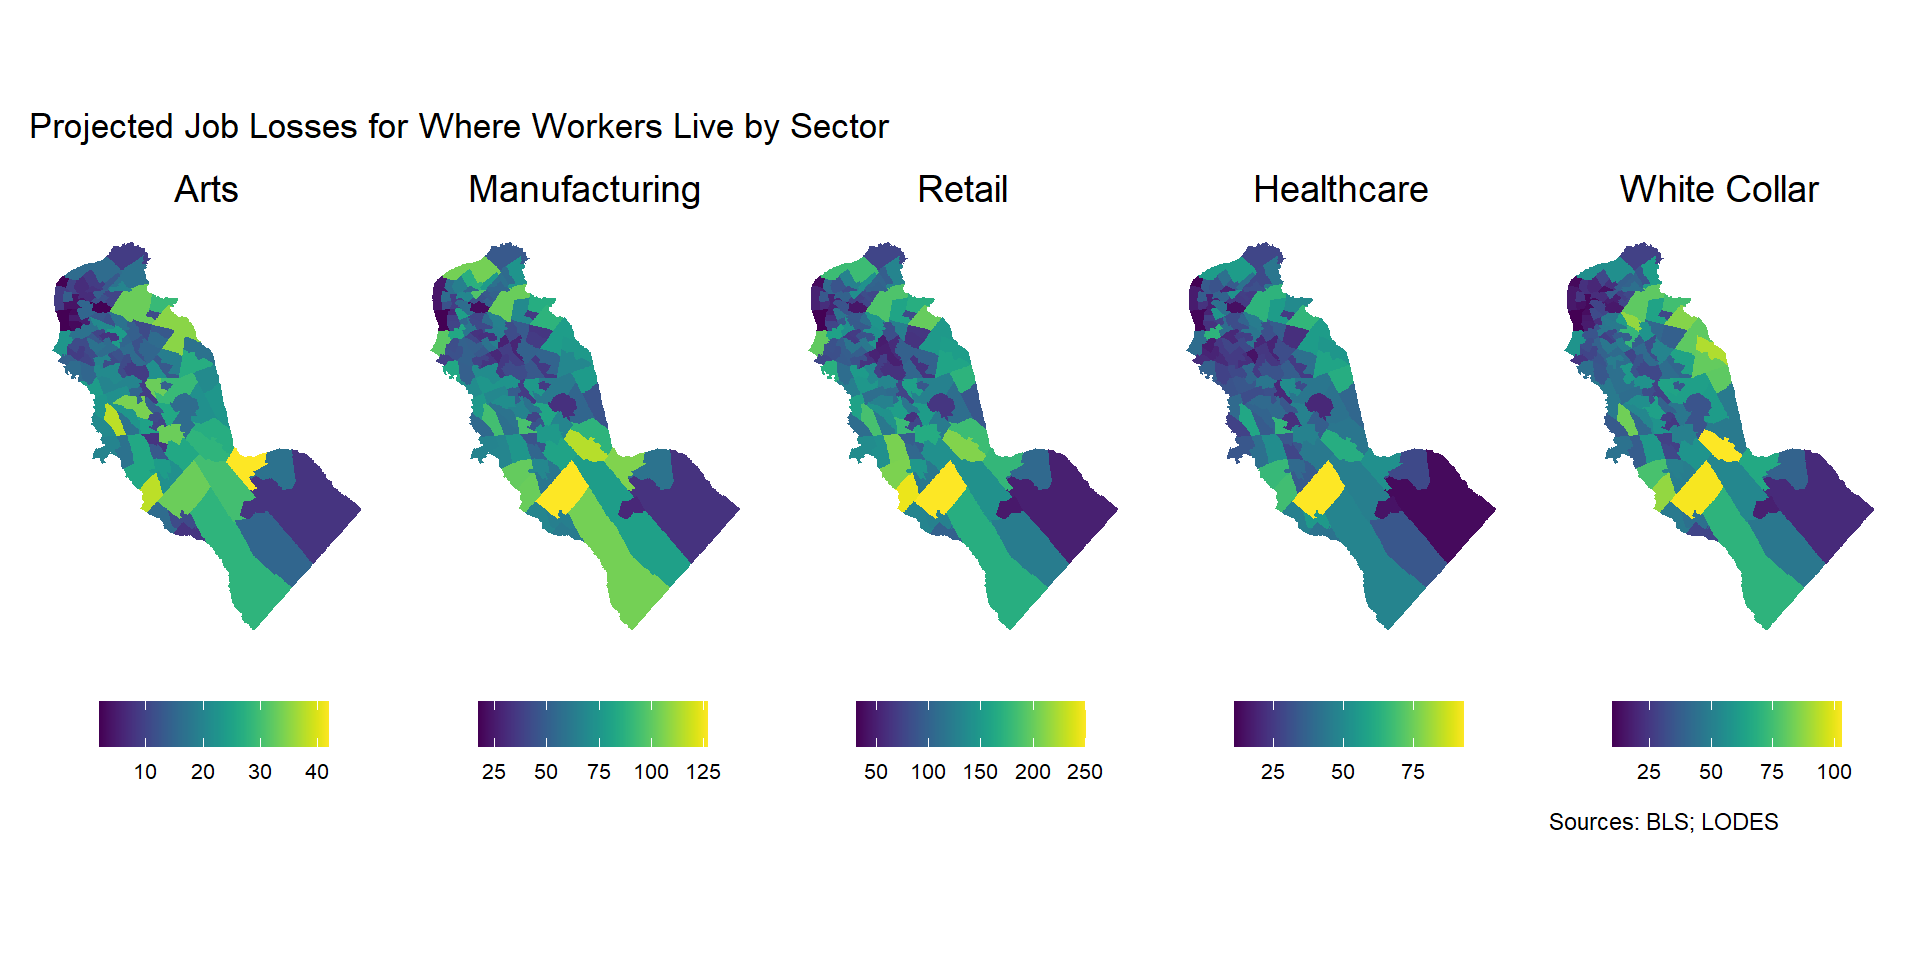 Projected Job Losses for Where Workers Live by Sector
Arts Manufacturing Retail Healthcare White Collar
10 20 30 40 25 50 75 100 125 50 100 150 200 250 25 50 75 25 50 75 100
Sources: BLS; LODES